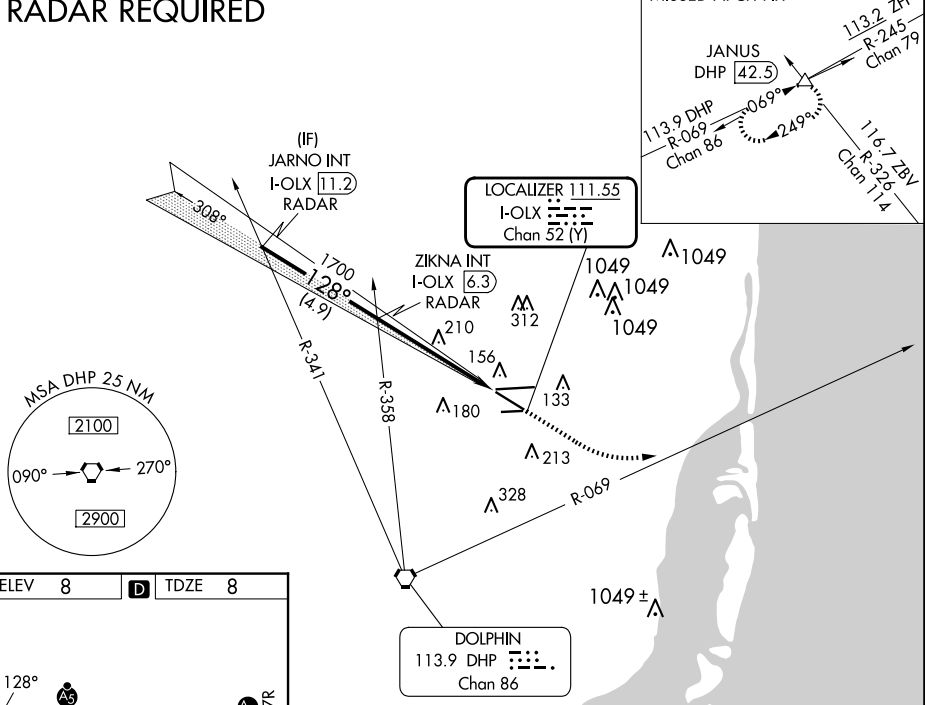 RADAR REQUIRED
113.2
R-245
Chan 79
JANUS
DHP 42.5
069°
249°
113.9 DHP
R-069
Chan 86
116.7 ZBV
R-326
Chan 114
(IF)
JARNO INT
I-OLX 11.2
RADAR
308°
LOCALIZER 111.55
I-OLX
Chan 52 (Y)
1700
128°
(4.9)
ZIKNA INT
I-OLX 6.3
RADAR
1049
1049
1049
1049
312
210
156
133
180
213
328
R-341
R-358
R-069
MSA DHP 25 NM
2100
090°
270°
2900
ELEV 8
D
TDZE 8
1049 ±
DOLPHIN
113.9 DHP
Chan 86
128°
A5